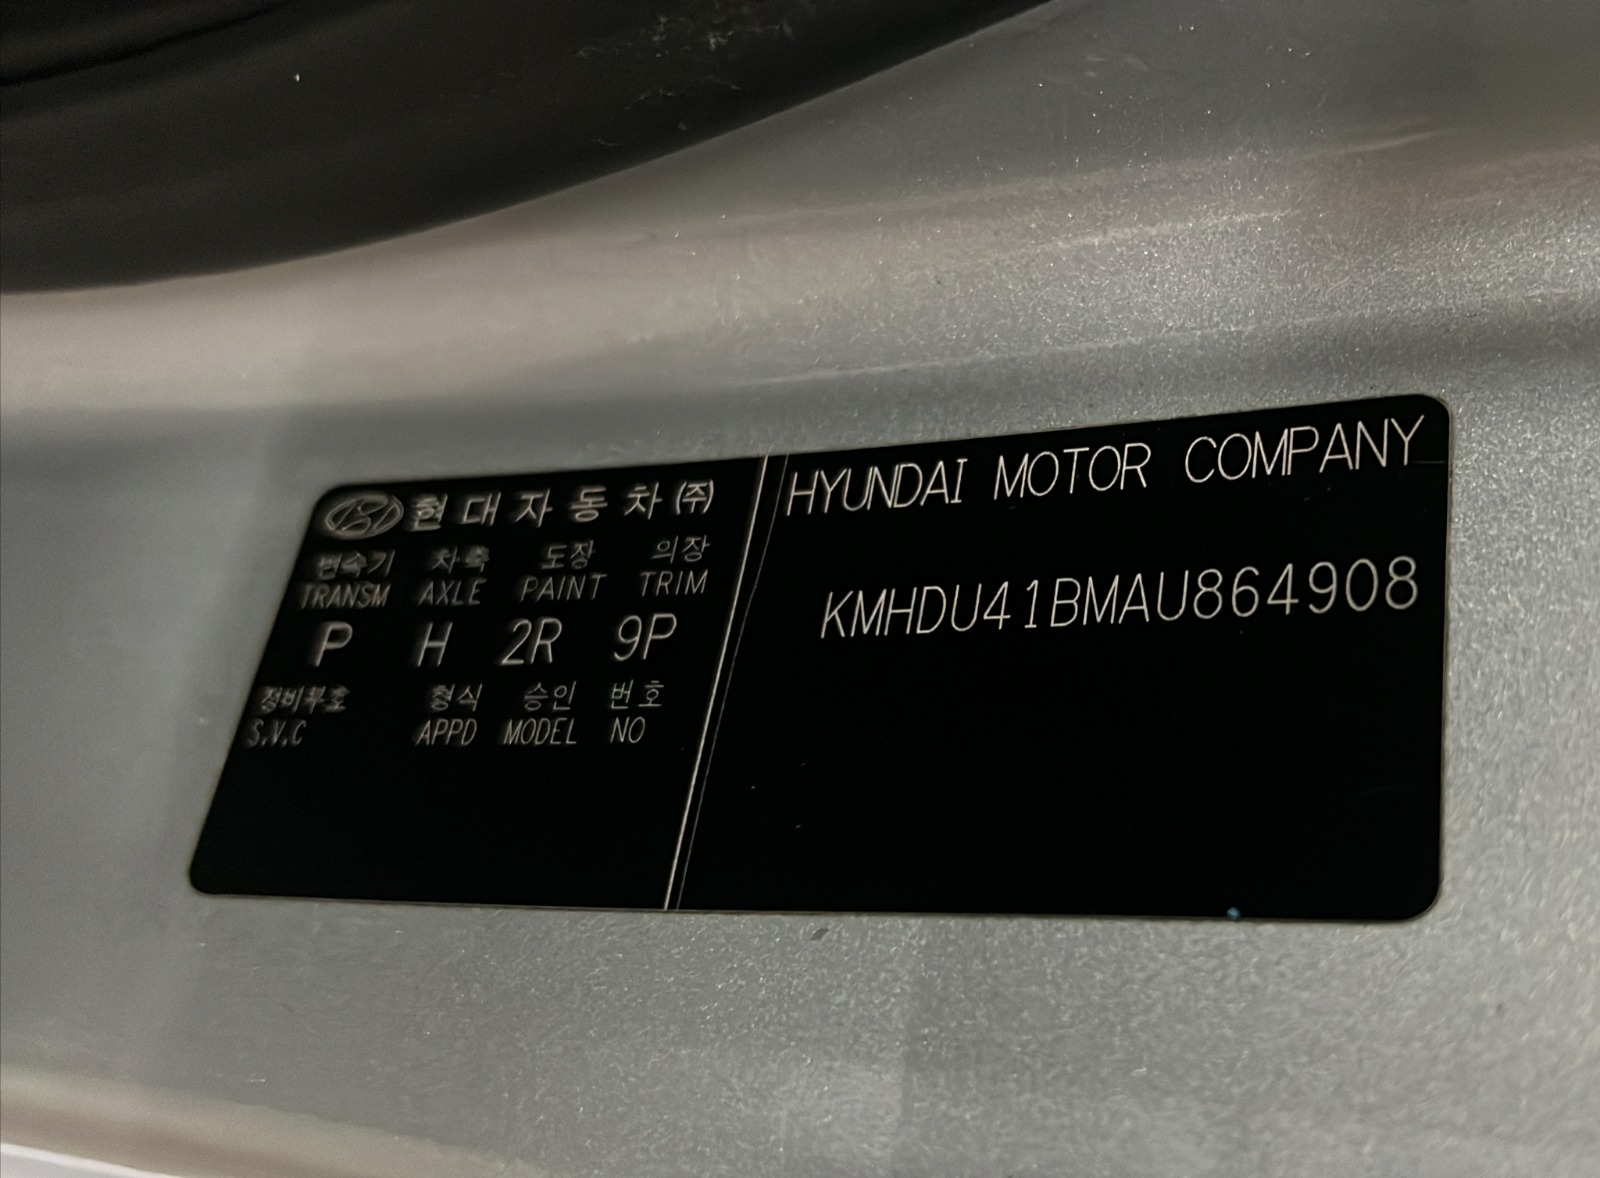 현대자동차㈜
변속기 차축 도장 의장
TRANSM AXLE PAINT TRIM
P H 2R 9P
정비부호 형식 승인 번호
S.V.C APPD MODEL NO
HYUNDAI MOTOR COMPANY
KMHDU41BMAU864908